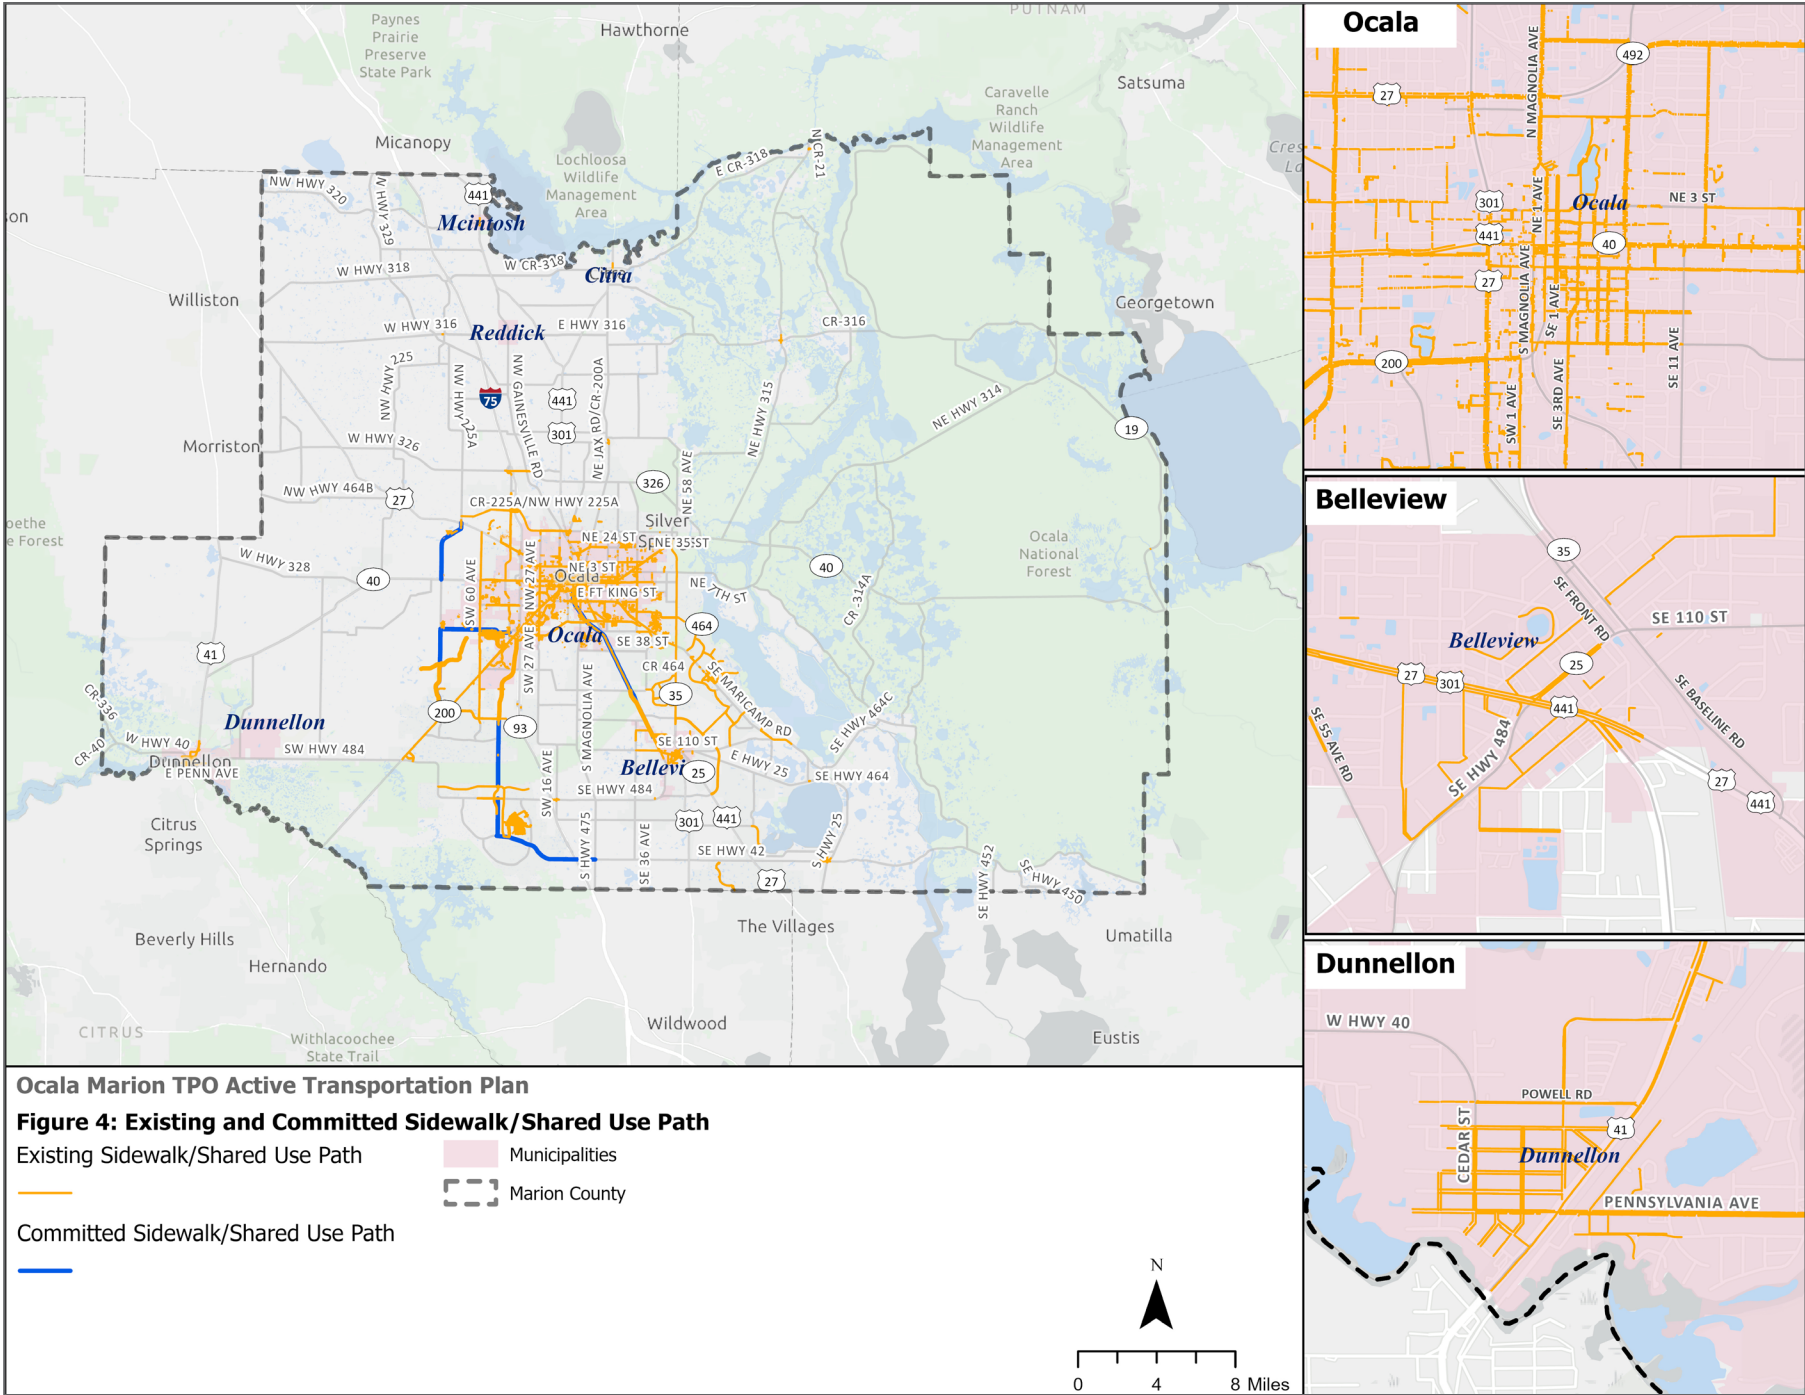 PUTNAM
Paynes
Prairie
Preserve
State Park
Hawthorne
Satsuma
Caravelle
Ranch
Wildlife
Management
Area
Micanopy
Lochloosa
Wildlife
Management
Area
E CR-318
N CR-21
NW HWY 320
N HWY 329
441
Mcintosh
W HWY 318
W CR-318
Citra
Williston
Georgetown
W HWY 316
Reddick
E HWY 316
CR-316
NW HWY 225
NW HWY 225A
75
NW GAINESVILLE RD
441
301
NE JAX RD/CR-200A
NE HWY 315
NE HWY 314
19
Morriston
W HWY 326
326
NE 58 AVE
NW HWY 464B
27
CR-225A/NW HWY 225A
Silver
NE 24 ST
NE 35 ST
oethe
e Forest
Ocala
National
Forest
W HWY 328
40
SW 60 AVE
NW 27 AVE
NE 3 ST
Ocala
E FT KING ST
NE 7TH ST
40
CR -314A
464
41
Ocala
SE 38 ST
SW 27 AVE
CR 464
SE MARICAMP RD
35
CR-336
Dunnellon
200
93
S MAGNOLIA AVE
SE HWY 464C
CR-40
W HWY 40
SW HWY 484
SE 110 ST
Dunnellon
E PENN AVE
Bellevi
25
E HWY 25
SE HWY 464
SW 16 AVE
SE HWY 484
301
441
Citrus
Springs
S HWY 475
SE 36 AVE
SE HWY 42
S HWY 25
27
SE HWY 452
SE HWY 450
The Villages
Umatilla
Beverly Hills
Hernando
CITRUS
Withlacoochee
State Trail
Wildwood
Eustis
Ocala
N MAGNOLIA AVE
492
27
301
NE 1 AVE
Ocala
NE 3 ST
441
40
27
S MAGNOLIA AVE
SE 1 AVE
200
SE 11 AVE
SW 1 AVE
SE 3RD AVE
Belleview
35
SE FRONT RD
SE 110 ST
Belleview
25
27
301
441
SE 55 AVE RD
SE HWY 484
SE BASELINE RD
27
441
Dunnellon
W HWY 40
POWELL RD
CEDAR ST
41
Dunnellon
PENNSYLVANIA AVE
Ocala Marion TPO Active Transportation Plan
Figure 4: Existing and Committed Sidewalk/Shared Use Path
Existing Sidewalk/Shared Use Path
Municipalities
Marion County
Committed Sidewalk/Shared Use Path
N
0 4 8 Miles